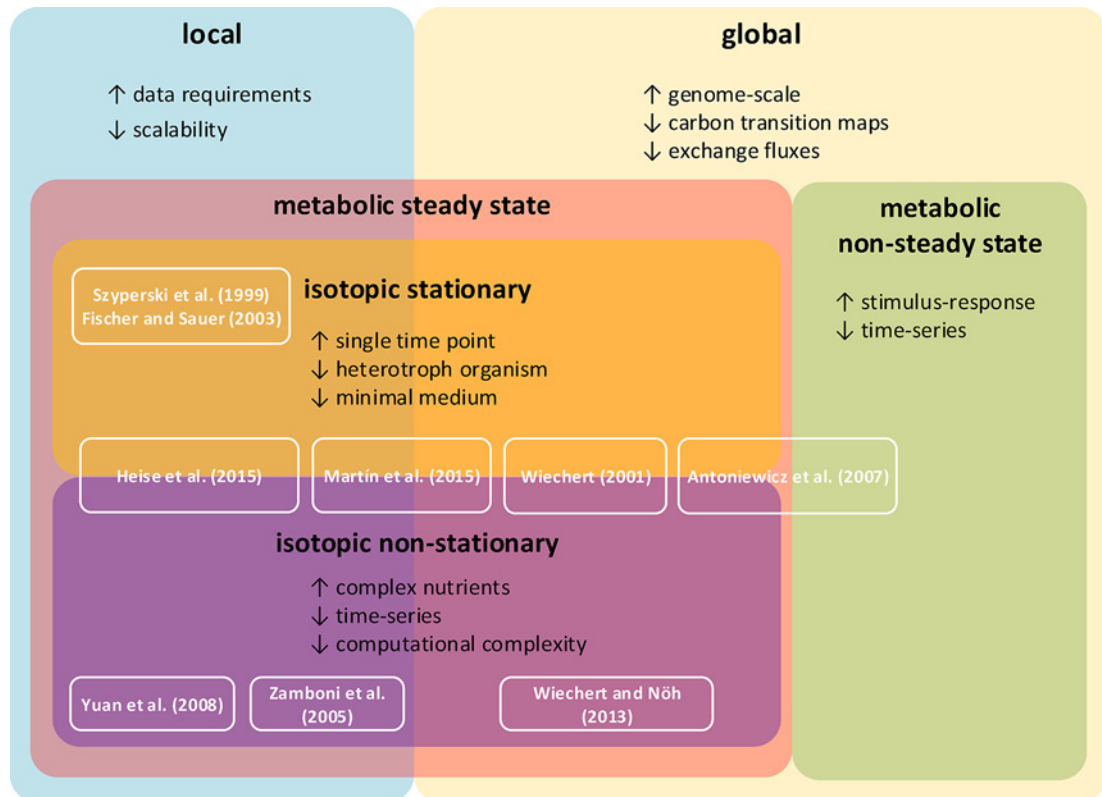 local
↑ data requirements
↓ scalability
global
↑ genome-scale
↓ carbon transition maps
↓ exchange fluxes
metabolic steady state
metabolic
non-steady state
↑ stimulus-response
↓ time-series
isotopic stationary
Szyperski et al. (1999)
Fischer and Sauer (2003)
↑ single time point
↓ heterotroph organism
↓ minimal medium
Heise et al. (2015)
Martín et al. (2015)
Wiechert (2001)
Antoniewicz et al. (2007)
isotopic non-stationary
↑ complex nutrients
↓ time-series
↓ computational complexity
Yuan et al. (2008)
Zamboni et al.
(2005)
Wiechert and Nöh
(2013)